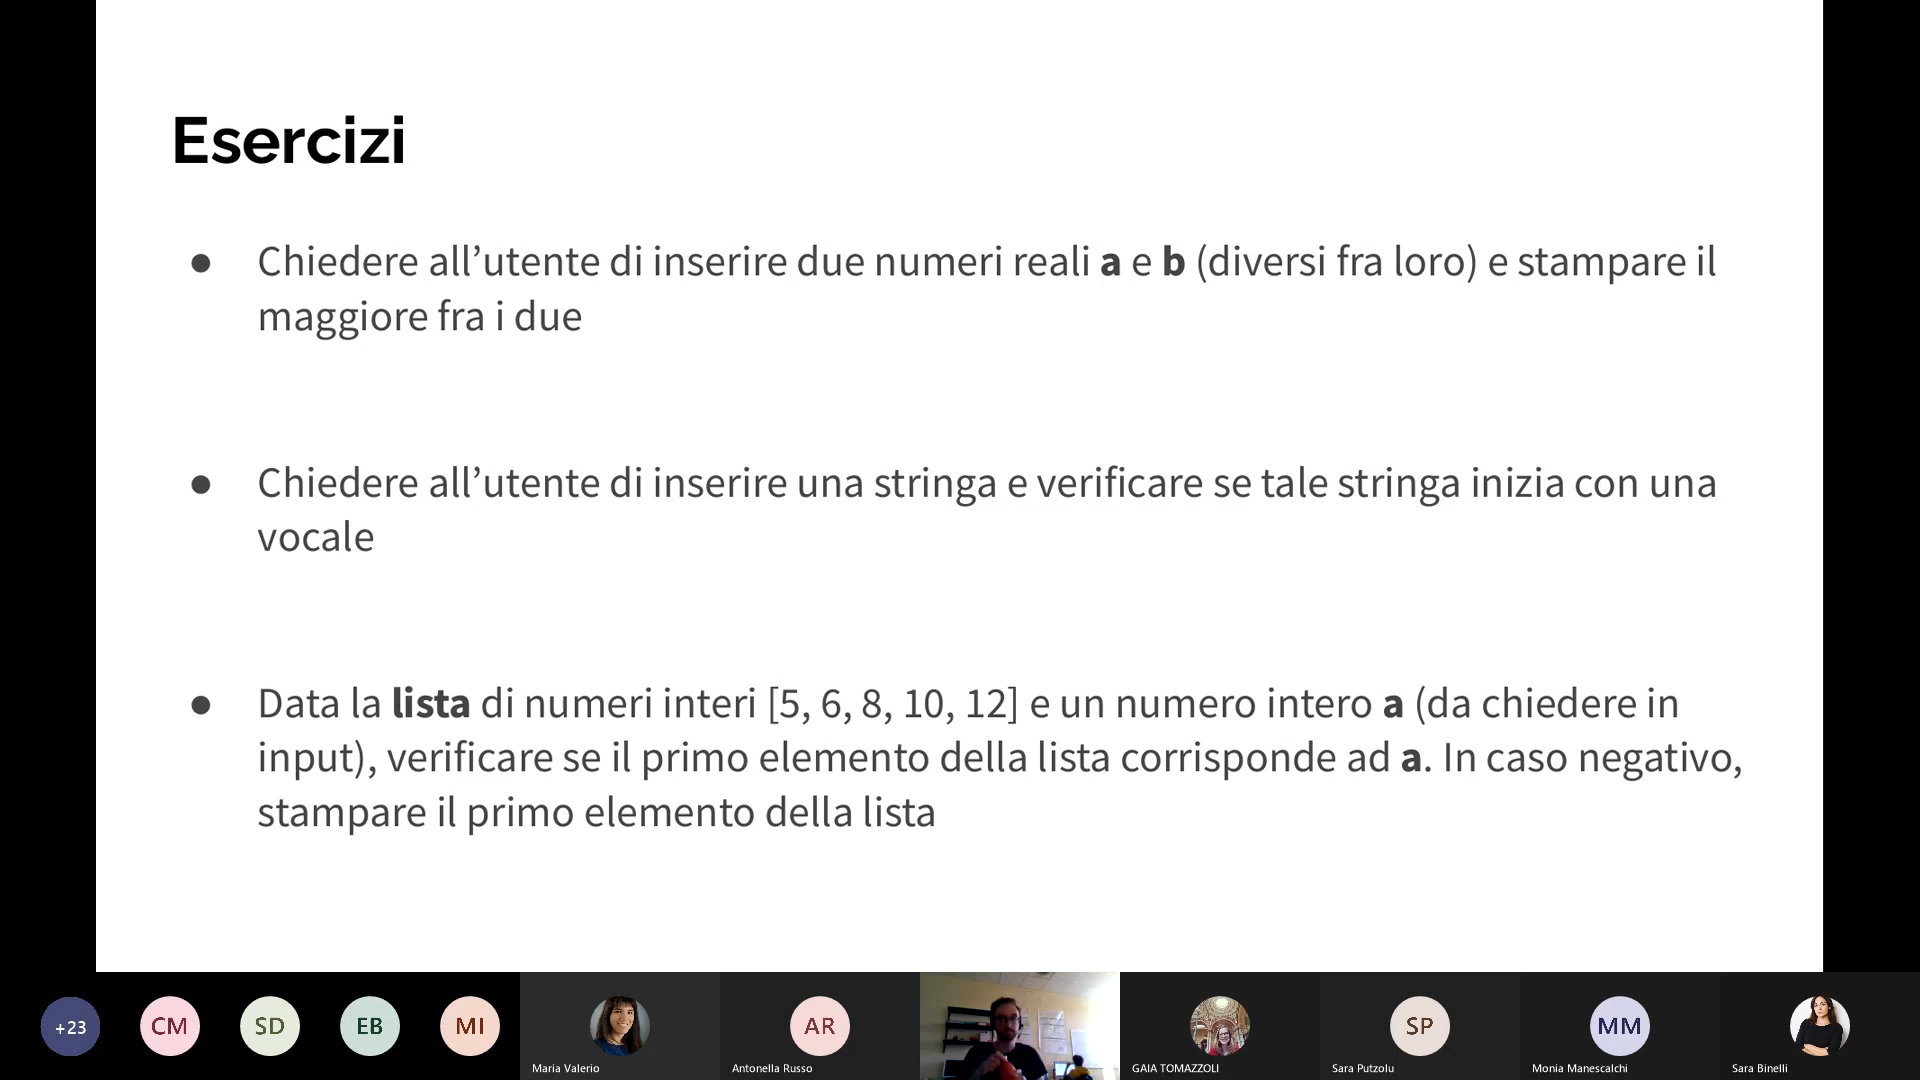 Esercizi
● Chiedere all’utente di inserire due numeri reali a e b (diversi fra loro) e stampare il
maggiore fra i due
● Chiedere all’utente di inserire una stringa e verificare se tale stringa inizia con una
vocale
● Data la lista di numeri interi [5, 6, 8, 10, 12] e un numero intero a (da chiedere in
input), verificare se il primo elemento della lista corrisponde ad a. In caso negativo,
stampare il primo elemento della lista
+23 CM SD EB MI AR SP MM
Maria Valerio Antonella Russo GAIA TOMAZZOLI Sara Putzolu Monia Manescalchi Sara Binelli